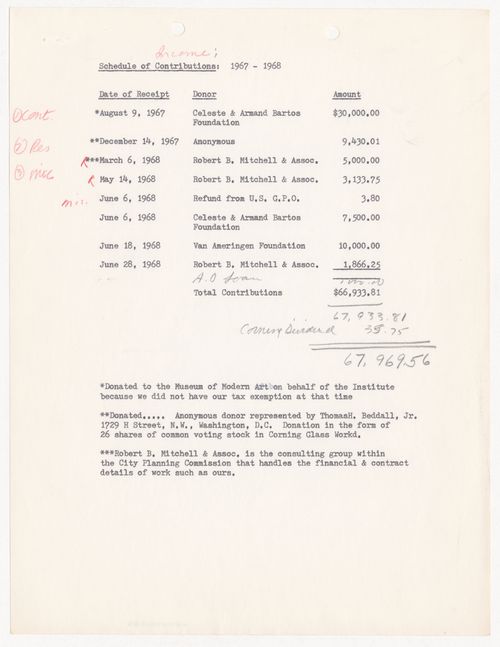 Income;
Schedule of Contributions: 1967 - 1968
Date of Receipt Donor Amount
① Cont.
*August 9, 1967 Celeste & Armand Bartos $30,000.00
Foundation
**December 14, 1967 Anonymous 9,430.01
② Res
R ***March 6, 1968 Robert B. Mitchell & Assoc. 5,000.00
③ misc
R May 14, 1968 Robert B. Mitchell & Assoc. 3,133.75
mis. June 6, 1968 Refund from U.S. G.P.O. 3.80
June 6, 1968 Celeste & Armand Bartos 7,500.00
Foundation
June 18, 1968 Van Ameringen Foundation 10,000.00
June 28, 1968 Robert B. Mitchell & Assoc. 1,866.25
A.D loan 1000.00
Total Contributions $66,933.81
67,933.81
Corning Dividend 35.75
67,969.56
*Donated to the Museum of Modern Art on behalf of the Institute
because we did not have our tax exemption at that time
**Donated..... Anonymous donor represented by ThomasH. Beddall, Jr.
1729 H Street, N.W., Washington, D.C. Donation in the form of
26 shares of common voting stock in Corning Glass Workd.
***Robert B. Mitchell & Assoc. is the consulting group within
the City Planning Commission that handles the financial & contract
details of work such as ours.